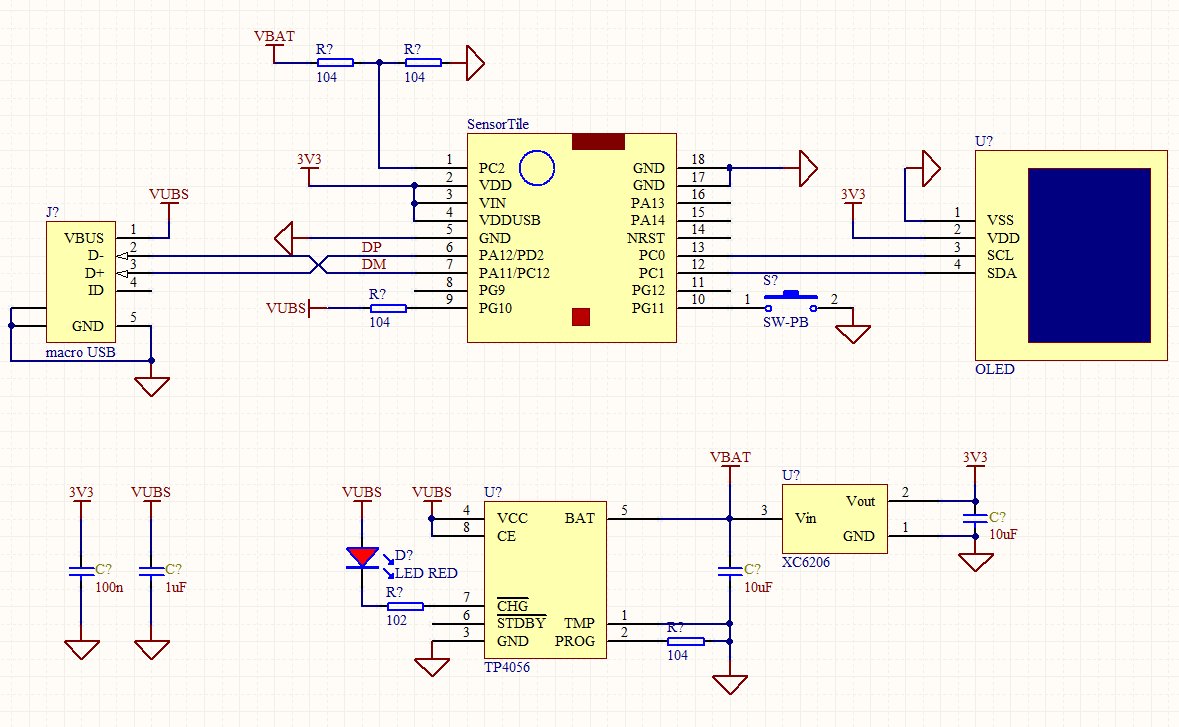 VBAT
R?
R?
104
104
SensorTile
U?
3V3
1
PC2
GND
18
2
VDD
GND
17
3
VIN
PA13
16
4
VDDUSB
PA14
15
5
GND
NRST
14
6
PA12/PD2
PC0
13
7
PA11/PC12
PC1
12
8
PG9
PG12
11
9
PG10
PG11
10
VUBS
J?
VBUS
1
D-
2
D+
3
ID
4
GND
5
macro USB
DP
DM
VUBS
R?
104
S?
1
2
SW-PB
3V3
1
VSS
2
VDD
3
SCL
4
SDA
OLED
3V3
C?
100n
VUBS
C?
1uF
VUBS
D?
LED RED
R?
102
VUBS
U?
4
VCC
BAT
5
8
CE
7
CHG
6
STDBY
TMP
1
3
GND
PROG
2
TP4056
R?
104
VBAT
C?
10uF
U?
3
Vin
Vout
2
GND
1
XC6206
3V3
C?
10uF